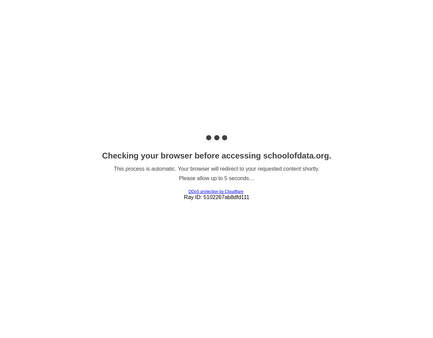 Checking your browser before accessing schoolofdata.org.
This process is automatic. Your browser will redirect to your requested content shortly.
Please allow up to 5 seconds...
DDoS protection by Cloudflare
Ray ID: 5102267ab8dfd111